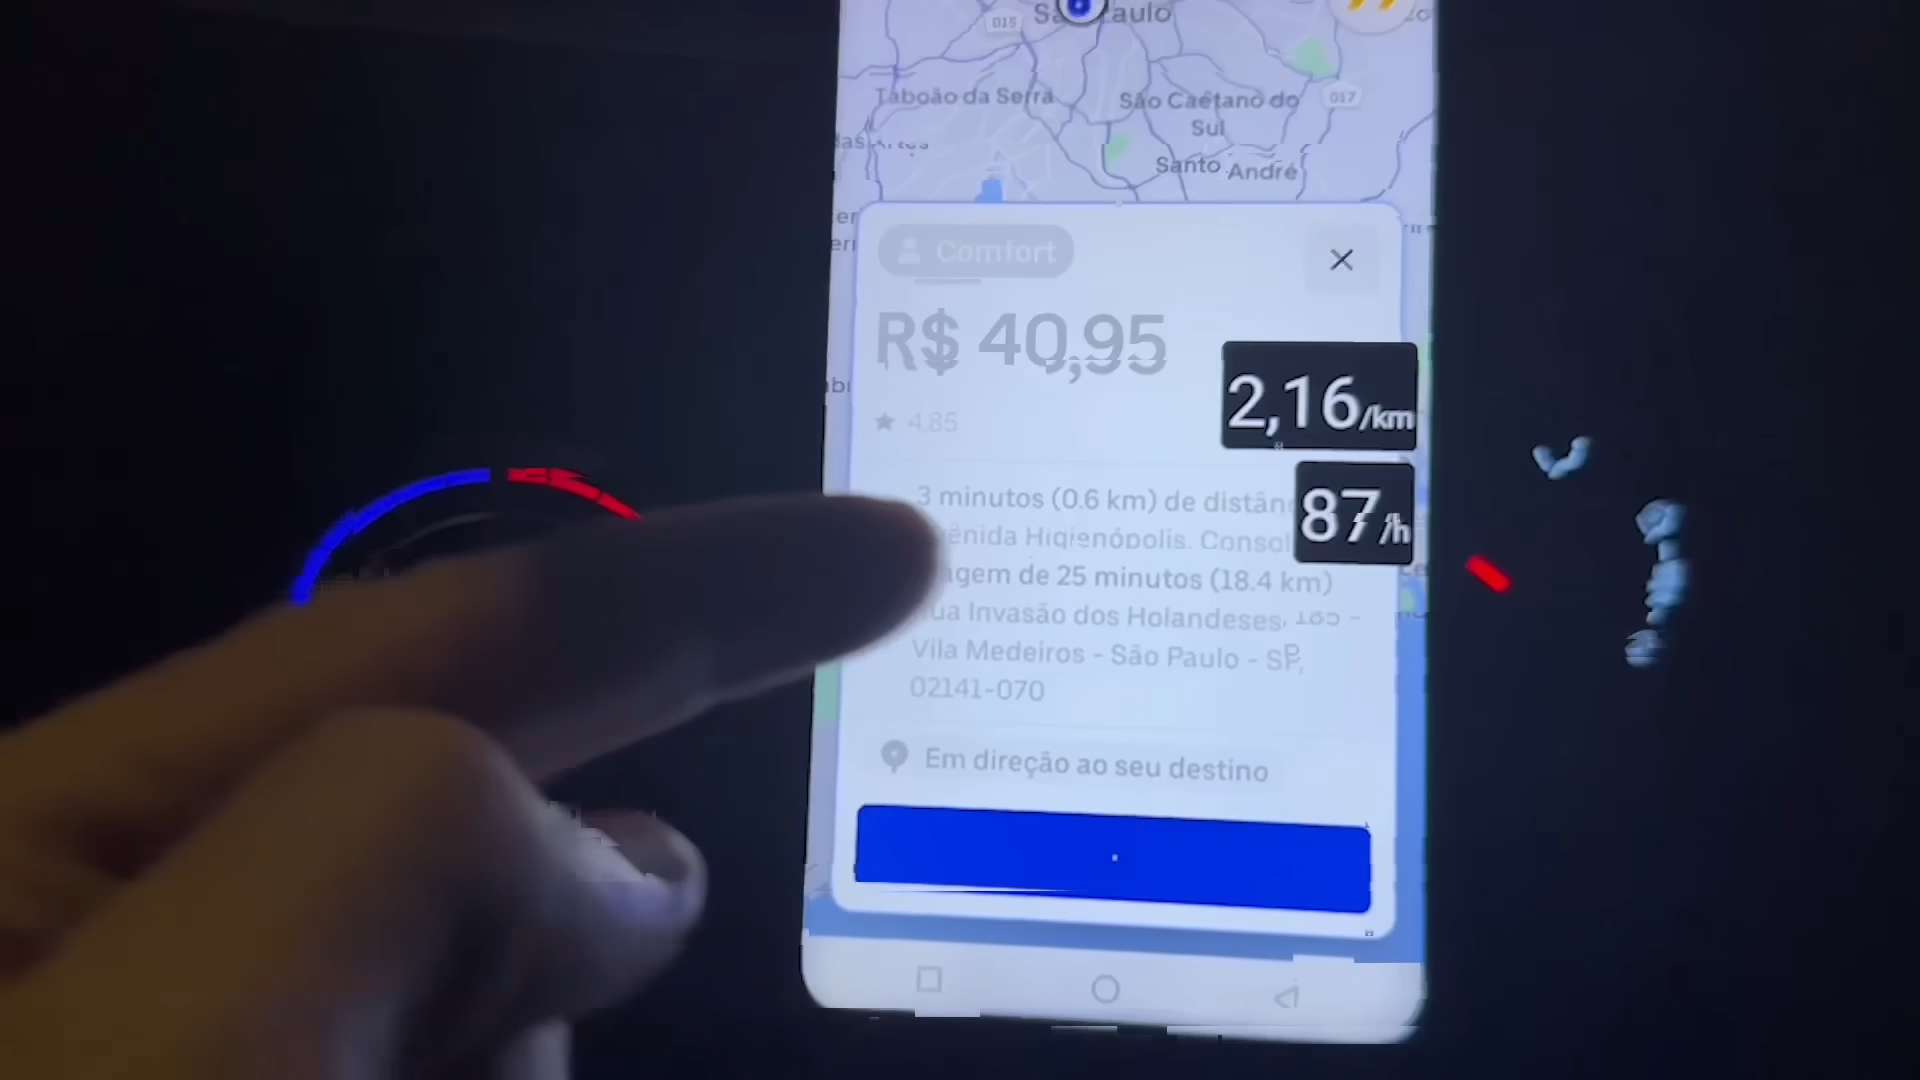 015
São Paulo
Taboão da Serra
São Caetano do
Sul
017
Santo André
Comfort
R$ 40,95
2,16/km
4,85
87/h
3 minutos (0.6 km) de distân
enida Higienópolis. Consol
agem de 25 minutos (18.4 km)
ua Invasão dos Holandeses, 185 -
Vila Medeiros - São Paulo - SP,
02141-070
Em direção ao seu destino